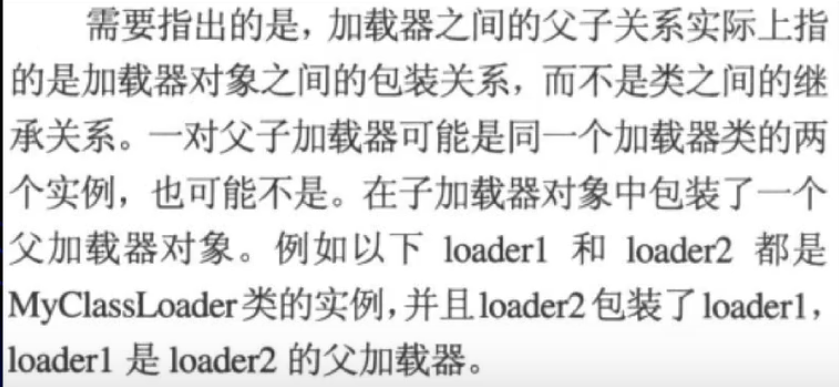 需要指出的是，加载器之间的父子关系实际上指
的是加载器对象之间的包装关系，而不是类之间的继
承关系。一对父子加载器可能是同一个加载器类的两
个实例，也可能不是。在子加载器对象中包装了一个
父加载器对象。例如以下 loader1 和 loader2 都是
MyClassLoader类的实例，并且loader2包装了loader1，
loader1 是 loader2 的父加载器。